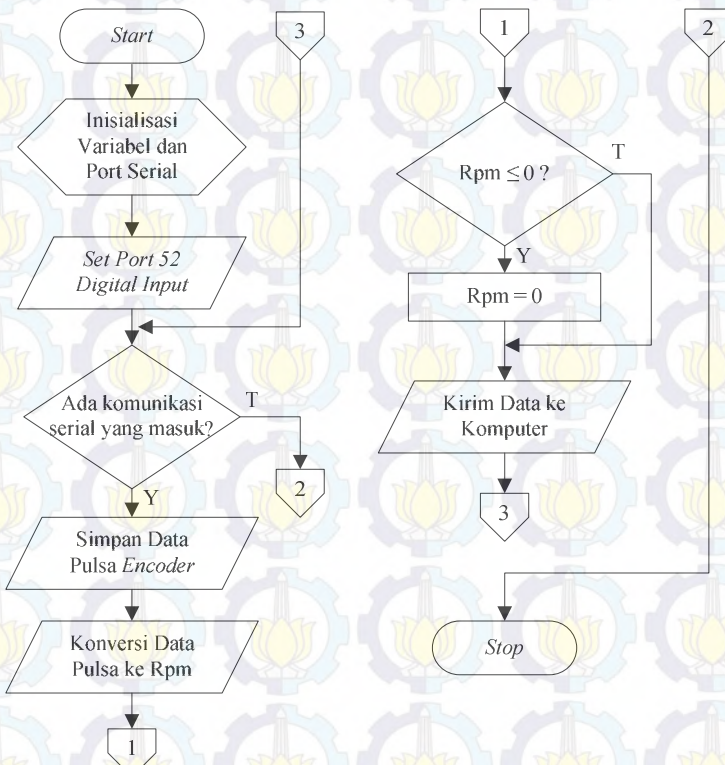 Start
Inisialisasi
Variabel dan
Port Serial
Set Port 52
Digital Input
3
Ada komunikasi
serial yang masuk?
T
2
Y
Simpan Data
Pulsa Encoder
Konversi Data
Pulsa ke Rpm
1
1
Rpm ≤ 0 ?
T
Y
Rpm = 0
Kirim Data ke
Komputer
3
2
Stop